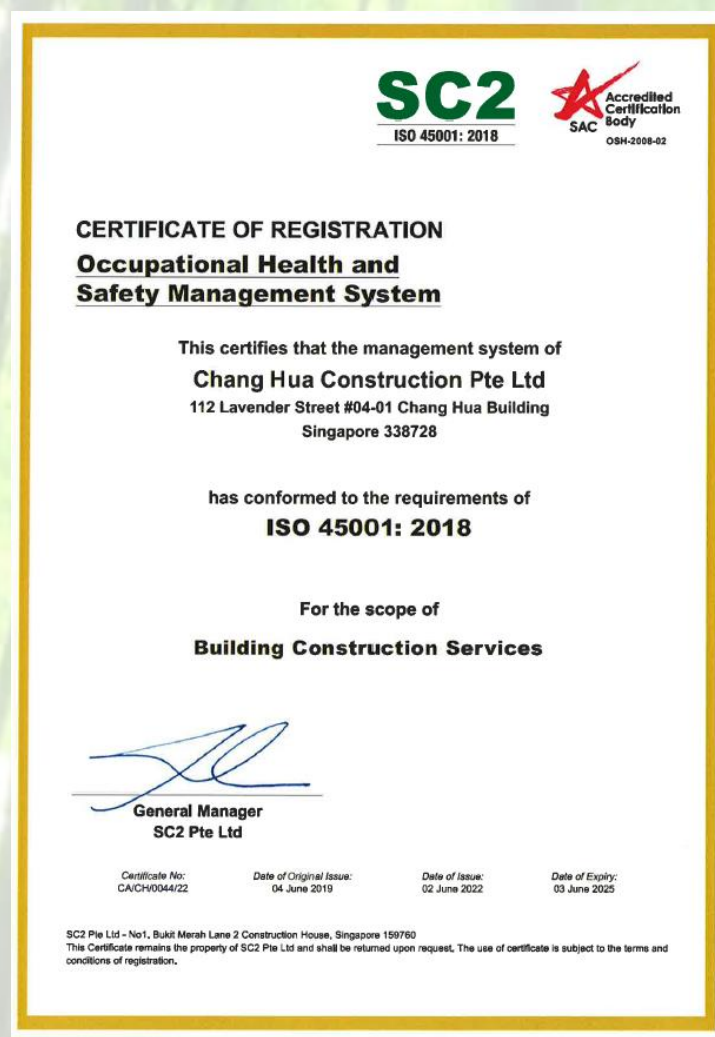 SC2
ISO 45001: 2018
SAC
Accredited
Certification
Body
OSH-2008-02
CERTIFICATE OF REGISTRATION
Occupational Health and
Safety Management System
This certifies that the management system of
Chang Hua Construction Pte Ltd
112 Lavender Street #04-01 Chang Hua Building
Singapore 338728
has conformed to the requirements of
ISO 45001: 2018
For the scope of
Building Construction Services
General Manager
SC2 Pte Ltd
Certificate No: Date of Original Issue: Date of Issue: Date of Expiry:
CA/CH/0044/22 04 June 2019 02 June 2022 03 June 2025
SC2 Pte Ltd - No1, Bukit Merah Lane 2 Construction House, Singapore 159760
This Certificate remains the property of SC2 Pte Ltd and shall be returned upon request. The use of certificate is subject to the terms and
conditions of registration.